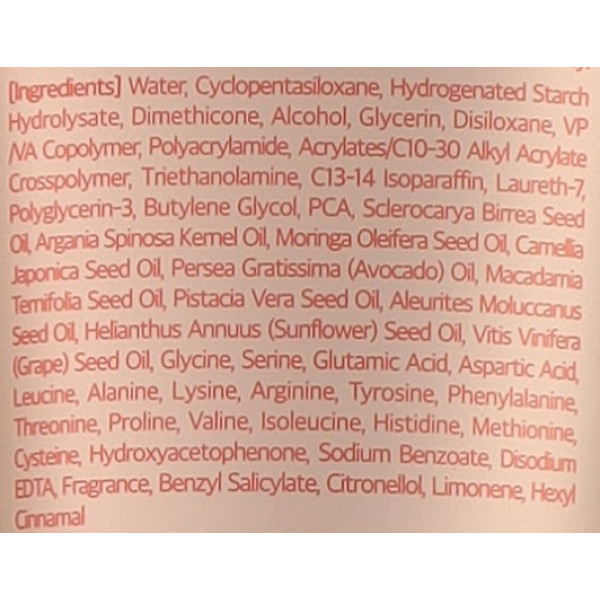 [Ingredients] Water, Cyclopentasiloxane, Hydrogenated Starch
Hydrolysate, Dimethicone, Alcohol, Glycerin, Disiloxane, VP
/VA Copolymer, Polyacrylamide, Acrylates/C10-30 Alkyl Acrylate
Crosspolymer, Triethanolamine, C13-14 Isoparaffin, Laureth-7,
Polyglycerin-3, Butylene Glycol, PCA, Sclerocarya Birrea Seed
Oil, Argania Spinosa Kernel Oil, Moringa Oleifera Seed Oil, Camellia
Japonica Seed Oil, Persea Gratissima (Avocado) Oil, Macadamia
Ternifolia Seed Oil, Pistacia Vera Seed Oil, Aleurites Moluccanus
Seed Oil, Helianthus Annuus (Sunflower) Seed Oil, Vitis Vinifera
(Grape) Seed Oil, Glycine, Serine, Glutamic Acid, Aspartic Acid,
Leucine, Alanine, Lysine, Arginine, Tyrosine, Phenylalanine,
Threonine, Proline, Valine, Isoleucine, Histidine, Methionine,
Cysteine, Hydroxyacetophenone, Sodium Benzoate, Disodium
EDTA, Fragrance, Benzyl Salicylate, Citronellol, Limonene, Hexyl
Cinnamal